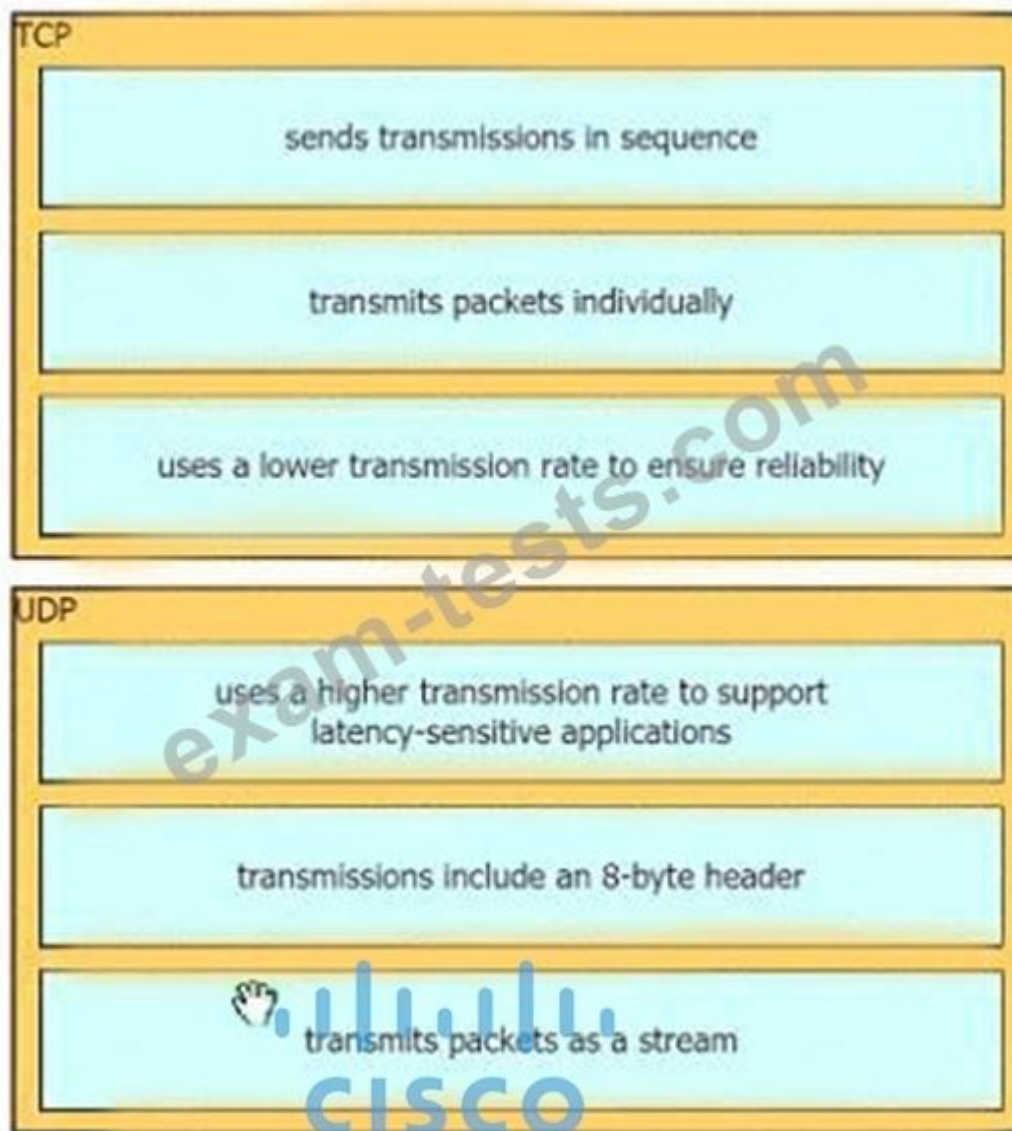 TCP
sends transmissions in sequence
transmits packets individually
uses a lower transmission rate to ensure reliability
exam-tests.com
UDP
uses a higher transmission rate to support
latency-sensitive applications
transmissions include an 8-byte header
transmits packets as a stream
CISCO